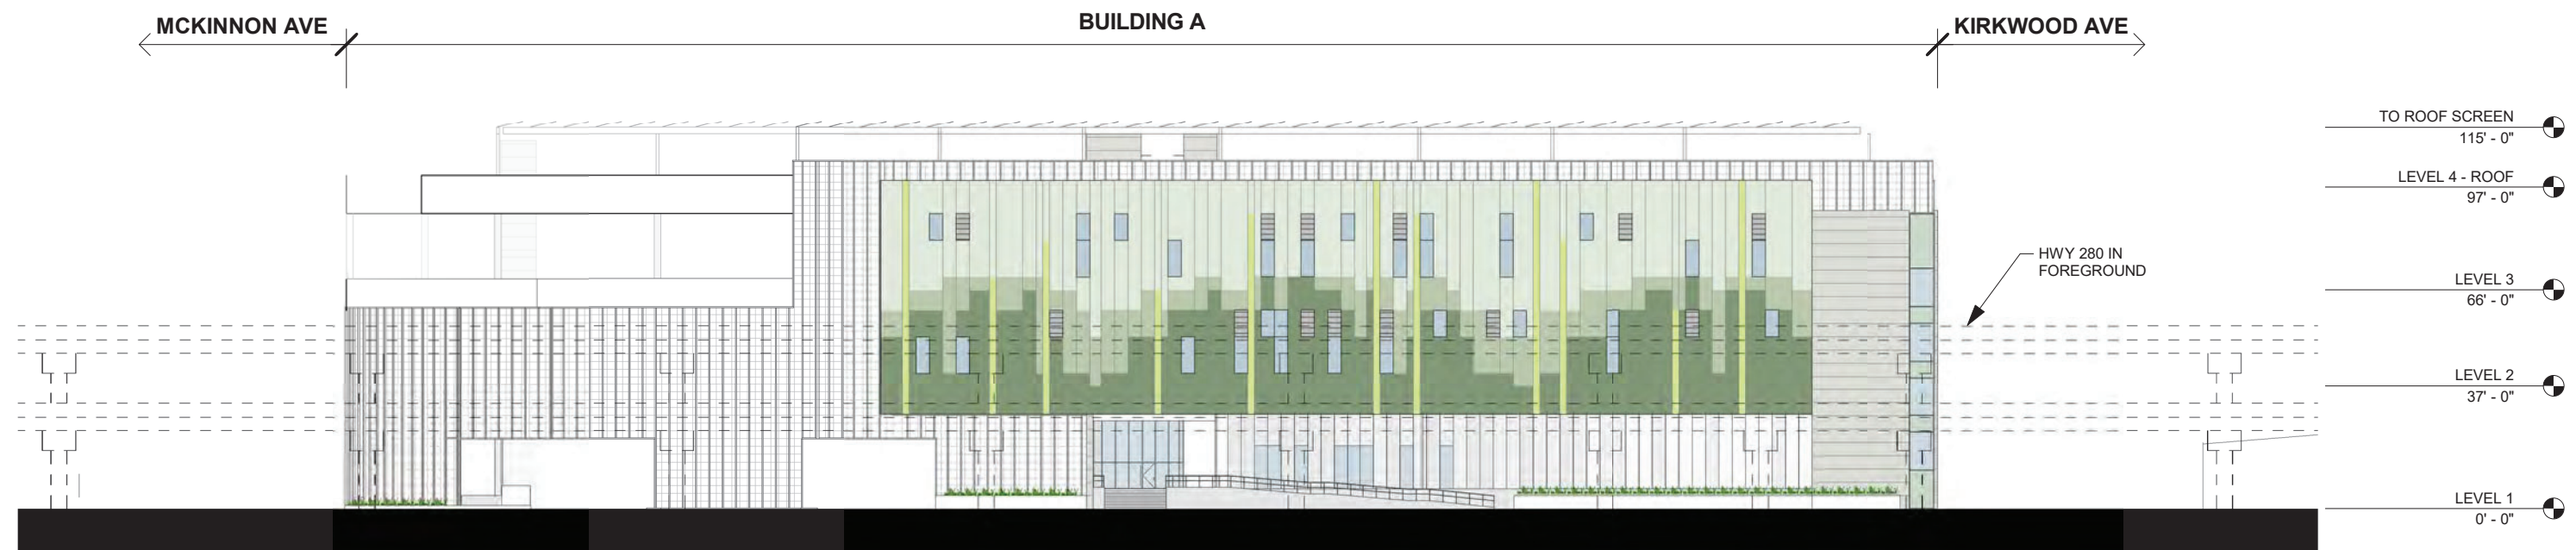 MCKINNON AVE
BUILDING A
KIRKWOOD AVE
TO ROOF SCREEN
115' - 0"
LEVEL 4 - ROOF
97' - 0"
HWY 280 IN
FOREGROUND
LEVEL 3
66' - 0"
LEVEL 2
37' - 0"
LEVEL 1
0' - 0"